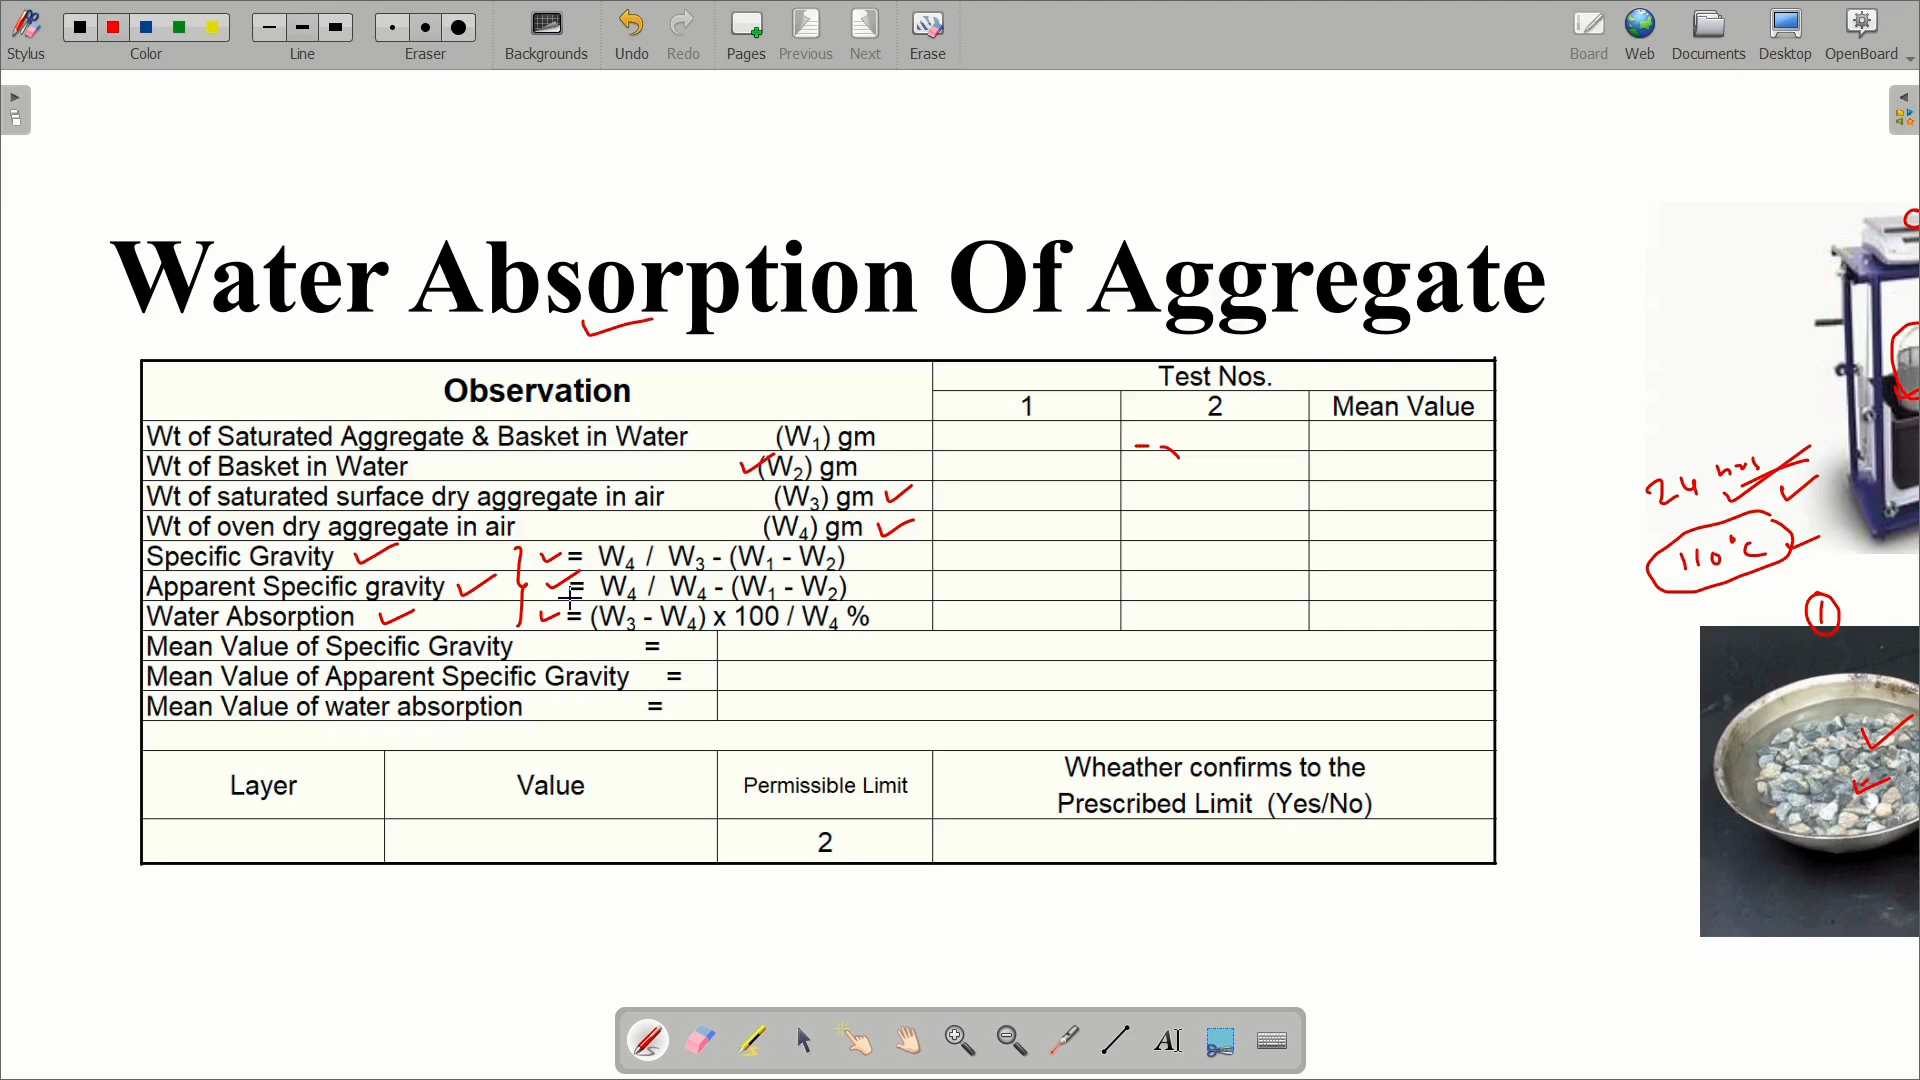 Stylus
Color
Line
Eraser
Backgrounds
Undo
Redo
Pages
Previous
Next
Erase
Board
Web
Documents
Desktop
OpenBoard
Water Absorption Of Aggregate
Observation
Test Nos.
1 2 Mean Value
Wt of Saturated Aggregate & Basket in Water (W1) gm
Wt of Basket in Water (W2) gm
Wt of saturated surface dry aggregate in air (W3) gm
Wt of oven dry aggregate in air (W4) gm
Specific Gravity = W4 / W3 - (W1 - W2)
Apparent Specific gravity = W4 / W4 - (W1 - W2)
Water Absorption = (W3 - W4) x 100 / W4 %
Mean Value of Specific Gravity =
Mean Value of Apparent Specific Gravity =
Mean Value of water absorption =
Layer
Value
Permissible Limit
Wheather confirms to the
Prescribed Limit (Yes/No)
2
24 hrs
110°C
1
AI